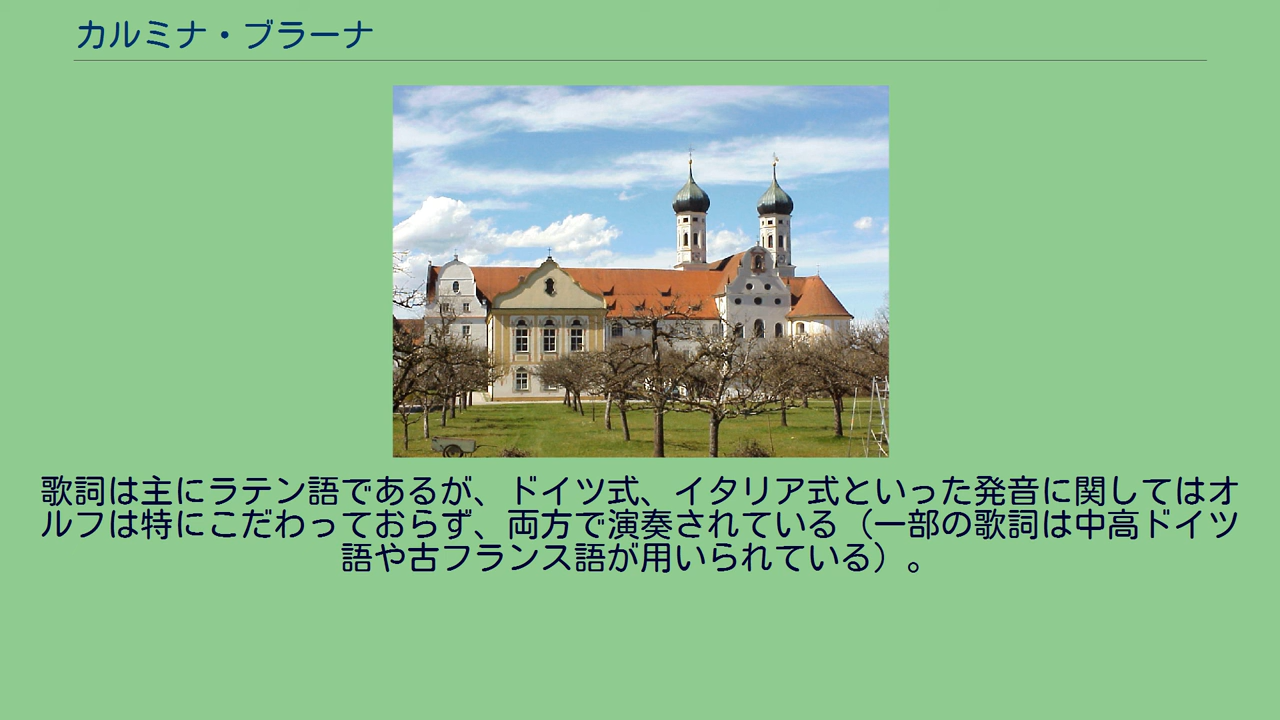 カルミナ・ブラーナ
歌詞は主にラテン語であるが、ドイツ式、イタリア式といった発音に関してはオ
ルフは特にこだわっておらず、両方で演奏されている（一部の歌詞は中高ドイツ
語や古フランス語が用いられている）。